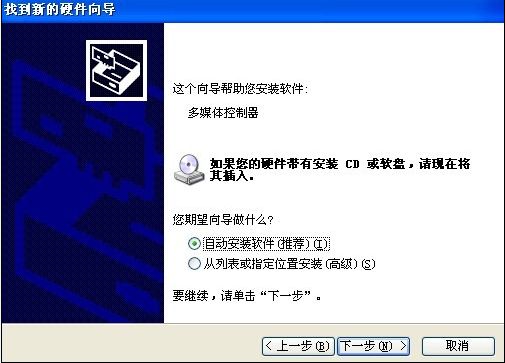 找到新的硬件向导
这个向导帮助您安装软件:
多媒体控制器
如果您的硬件带有安装 CD 或软盘,请现在将
其插入。
您期望向导做什么?
自动安装软件(推荐)(I)
从列表或指定位置安装(高级)(S)
要继续,请单击“下一步”。
< 上一步(B) 下一步(N) > 取消